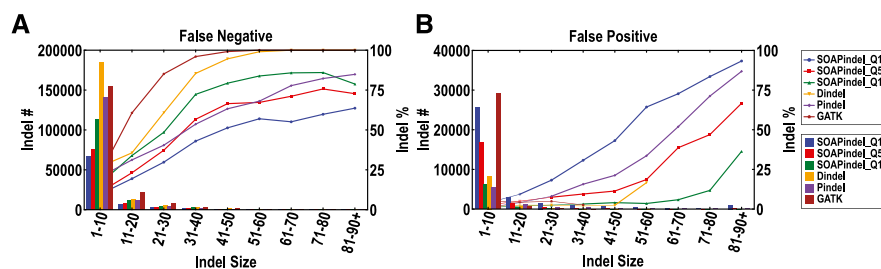 A
False Negative
200000
150000
100000
50000
0
Indel #
100
75
50
25
0
Indel %
1-10
11-20
21-30
31-40
41-50
51-60
61-70
71-80
81-90+
Indel Size
B
False Positive
40000
30000
20000
10000
0
Indel #
100
75
50
25
0
Indel %
1-10
11-20
21-30
31-40
41-50
51-60
61-70
71-80
81-90+
Indel Size
SOAPindel_Q1
SOAPindel_Q5
SOAPindel_Q1
Dindel
Pindel
GATK
SOAPindel_Q1
SOAPindel_Q5
SOAPindel_Q1
Dindel
Pindel
GATK